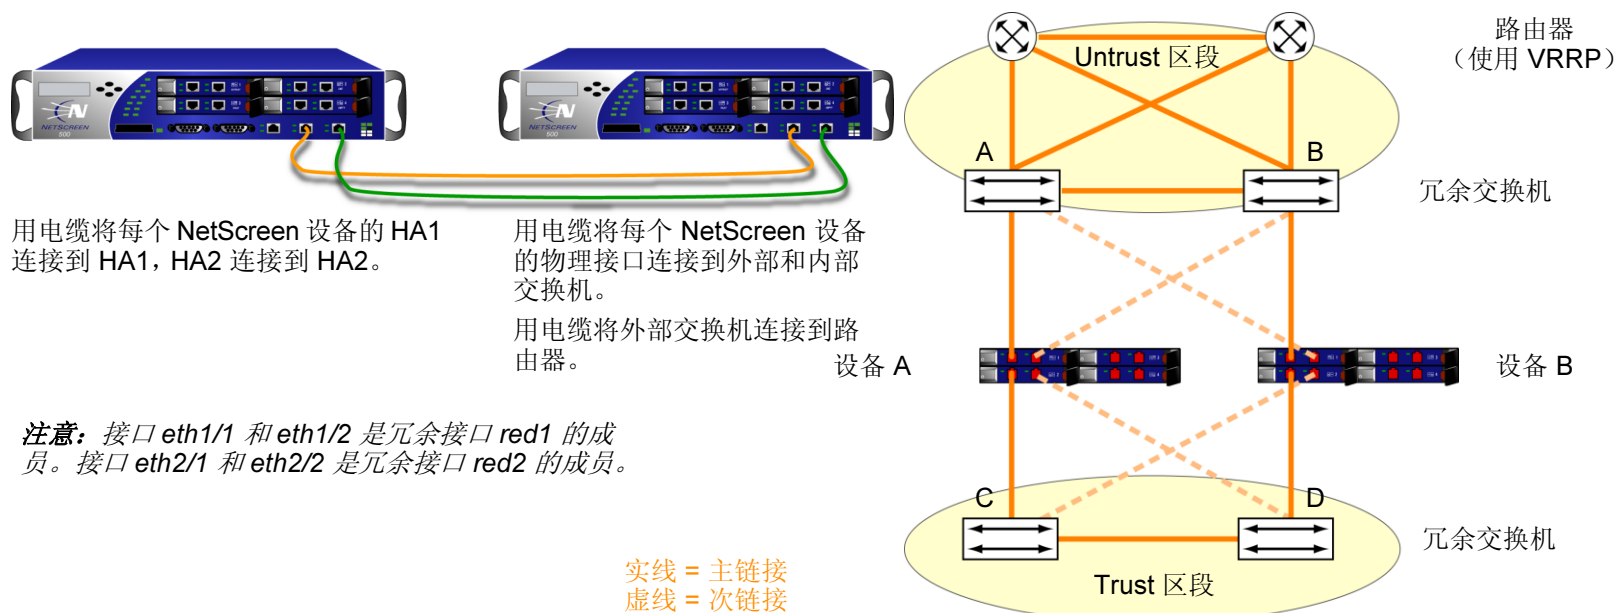 NETSCREEN
500
NETSCREEN
500
用电缆将每个 NetScreen 设备的 HA1
连接到 HA1，HA2 连接到 HA2。
用电缆将每个 NetScreen 设备
的物理接口连接到外部和内部
交换机。
用电缆将外部交换机连接到路
由器。
注意：接口 eth1/1 和 eth1/2 是冗余接口 red1 的成
员。接口 eth2/1 和 eth2/2 是冗余接口 red2 的成员。
实线 = 主链接
虚线 = 次链接
Untrust 区段
路由器
（使用 VRRP）
A
B
冗余交换机
设备 A
设备 B
C
D
冗余交换机
Trust 区段